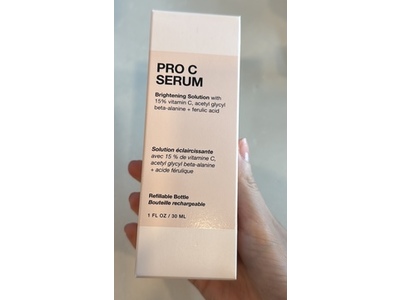 PRO C
SERUM
Brightening Solution with
15% vitamin C, acetyl glycyl
beta-alanine + ferulic acid
Solution éclaircissante
avec 15 % de vitamine C,
acetyl glycyl beta-alanine
+ acide férulique
Refillable Bottle
Bouteille rechargeable
1 FL OZ / 30 ML